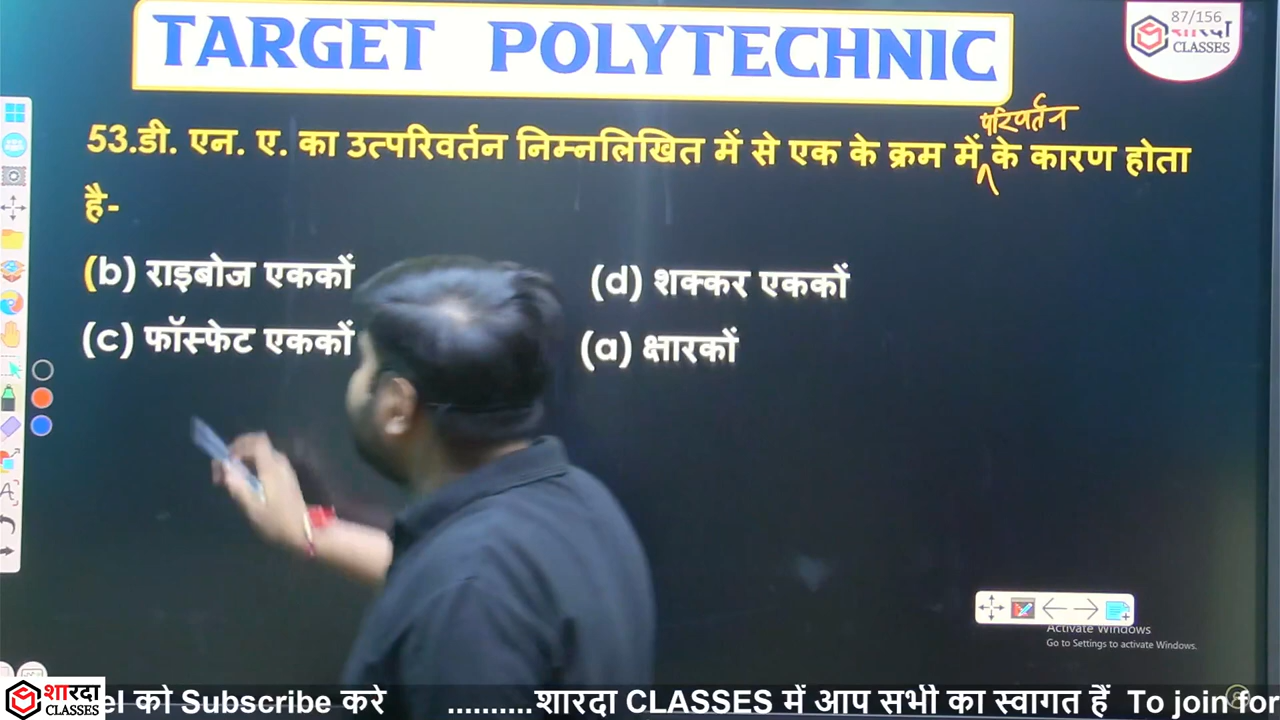 TARGET POLYTECHNIC
87/156
शारदा
CLASSES
परिवर्तन
53.डी. एन. ए. का उत्परिवर्तन निम्नलिखित में से एक के क्रम में के कारण होता
है-
(b) राइबोज एककों
(d) शक्कर एककों
(c) फॉस्फेट एककों
(a) क्षारकों
Activate Windows
Go to Settings to activate Windows.
शारदा
CLASSES
el को Subscribe करे ..........शारदा CLASSES में आप सभी का स्वागत हैं To join for